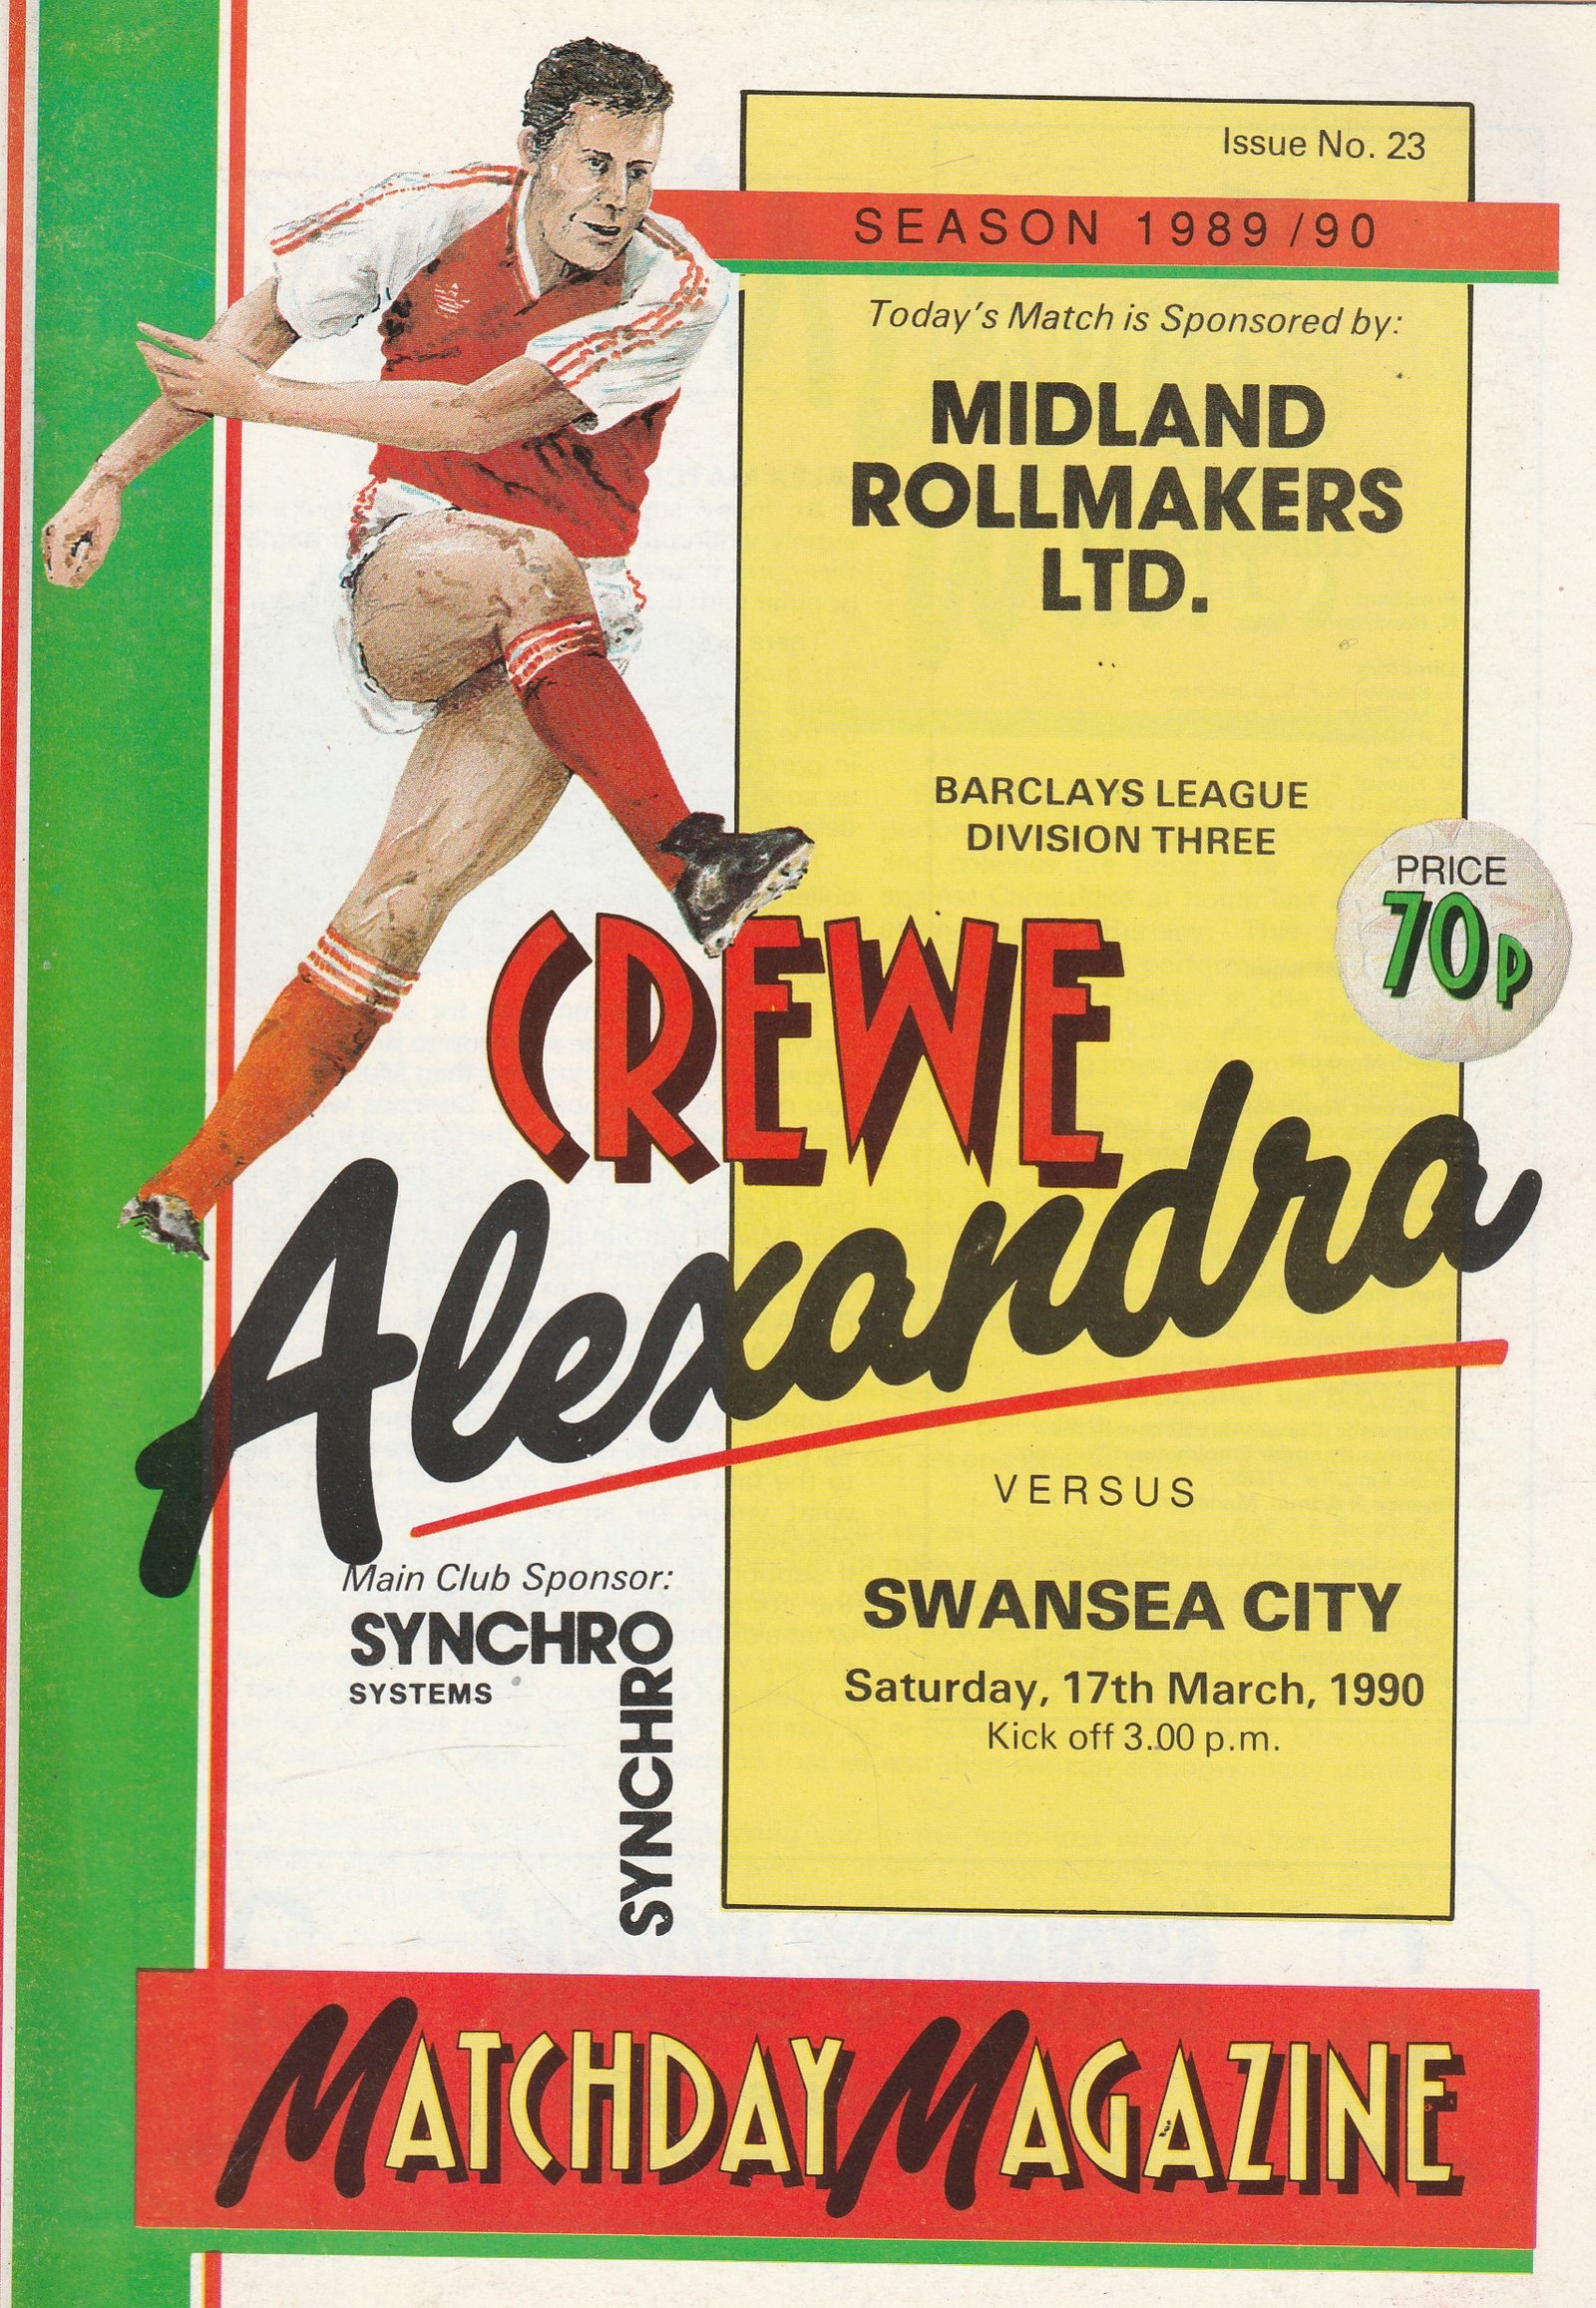 Issue No. 23
SEASON 1989/90
Today's Match is Sponsored by:
MIDLAND
ROLLMAKERS
LTD.
BARCLAYS LEAGUE
DIVISION THREE
PRICE
70p
CREWE
Alexandra
VERSUS
SWANSEA CITY
Saturday, 17th March, 1990
Kick off 3.00 p.m.
Main Club Sponsor:
SYNCHRO
SYSTEMS
SYNCHRO
MATCHDAY MAGAZINE